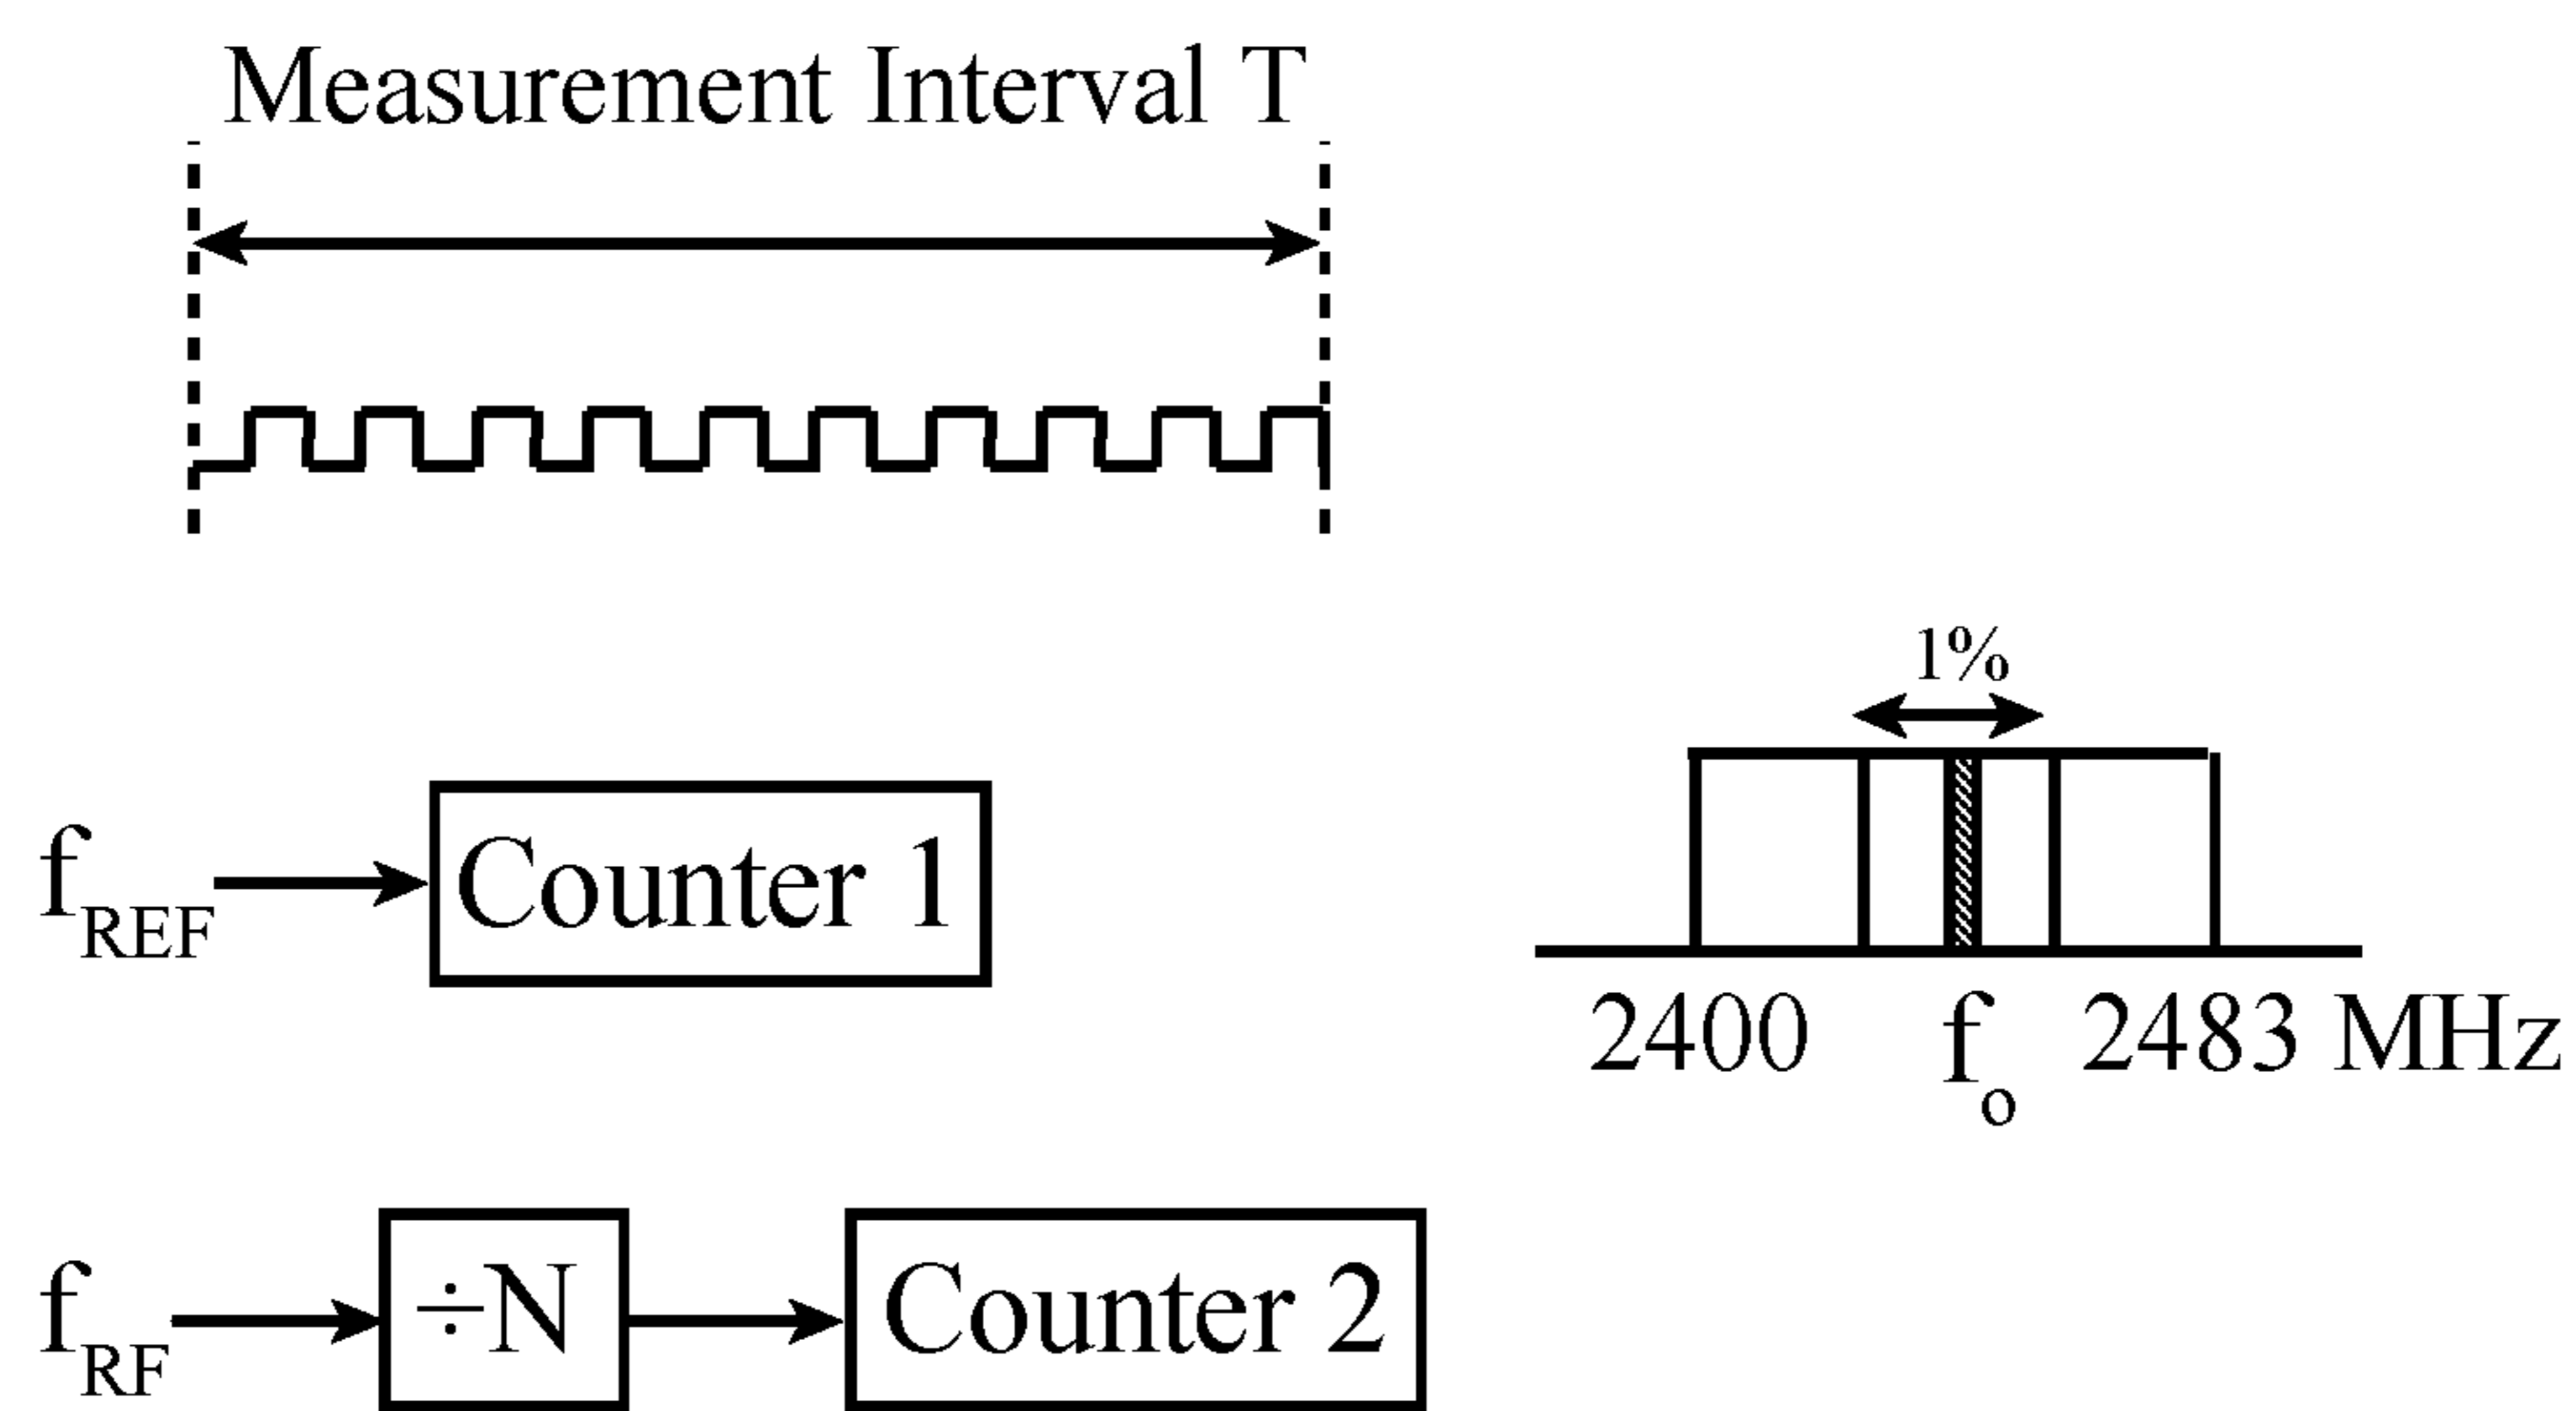 Measurement Interval T
1%
f_REF
Counter 1
2400 f_o 2483 MHz
f_RF
÷N
Counter 2